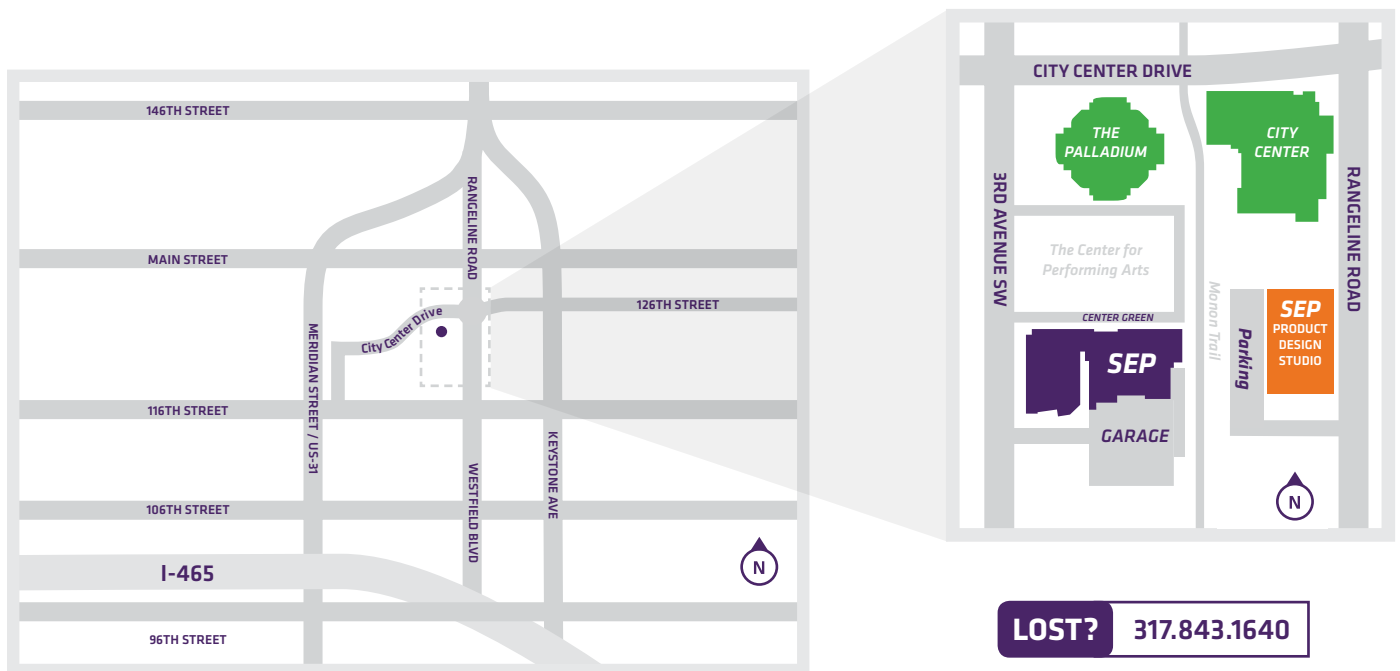 146TH STREET
RANGELINE ROAD
MAIN STREET
126TH STREET
City Center Drive
MERIDIAN STREET / US-31
116TH STREET
KEYSTONE AVE
WESTFIELD BLVD
106TH STREET
I-465
N
96TH STREET
CITY CENTER DRIVE
THE
PALLADIUM
CITY
CENTER
3RD AVENUE SW
RANGELINE ROAD
The Center for
Performing Arts
Monon Trail
CENTER GREEN
SEP
SEP
PRODUCT
DESIGN
STUDIO
Parking
GARAGE
N
LOST? 317.843.1640